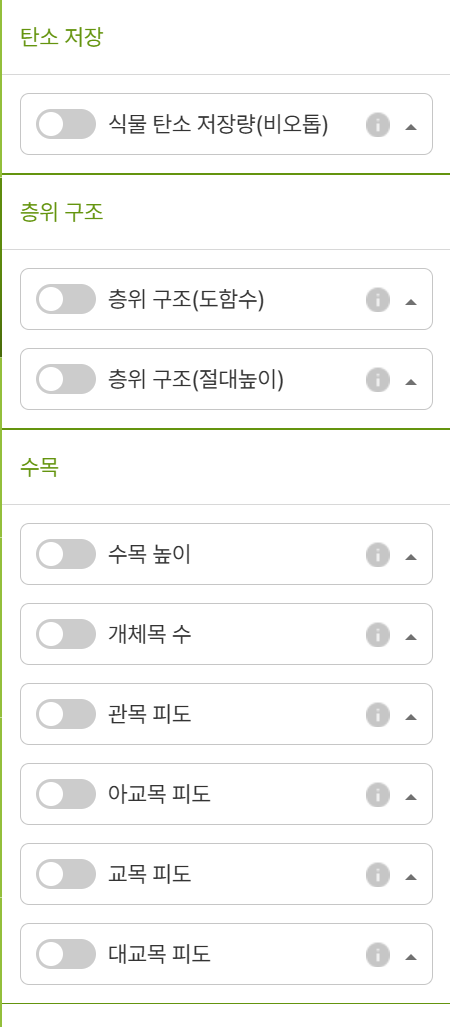 탄소 저장
식물 탄소 저장량(비오톱)
층위 구조
층위 구조(도함수)
층위 구조(절대높이)
수목
수목 높이
개체목 수
관목 피도
아교목 피도
교목 피도
대교목 피도